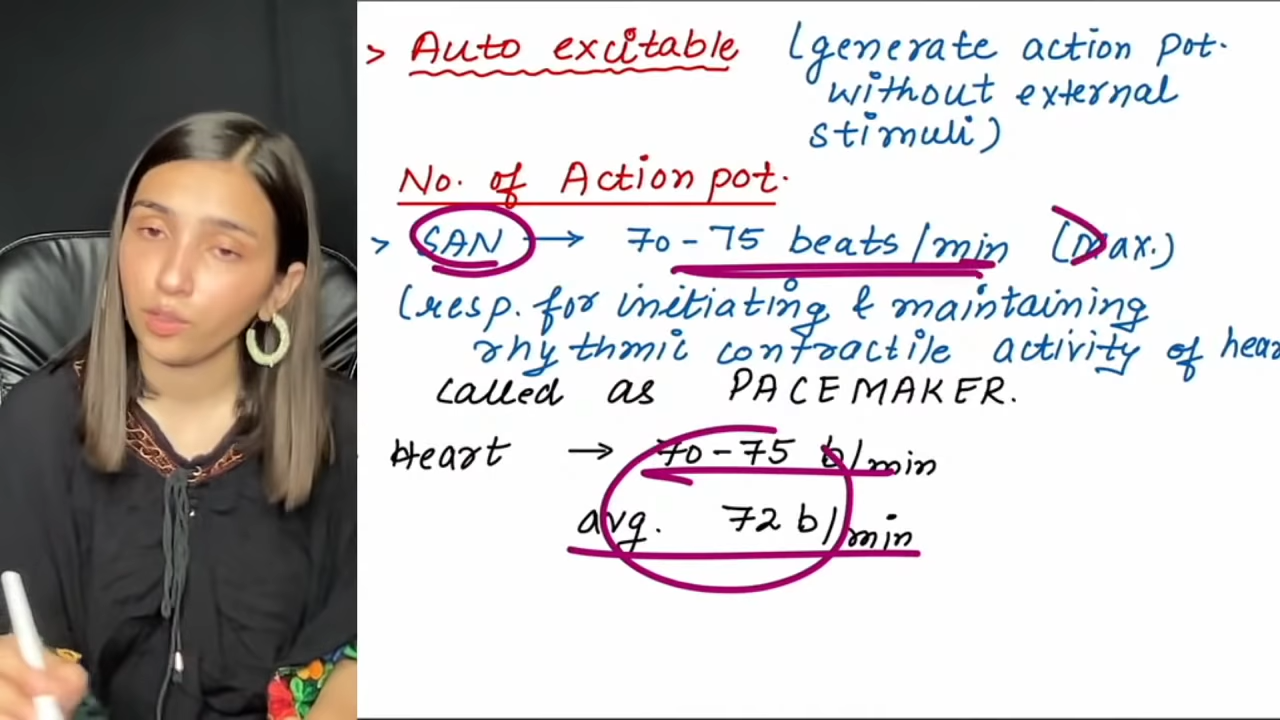 > Auto excitable (generate action pot.
without external
stimuli)
No. of Action pot.
> SAN → 70-75 beats/min (max.)
(resp. for initiating & maintaining
rhythmic contractile activity of hear
called as PACEMAKER.
Heart → 70-75 b/min
avg. 72 b/min